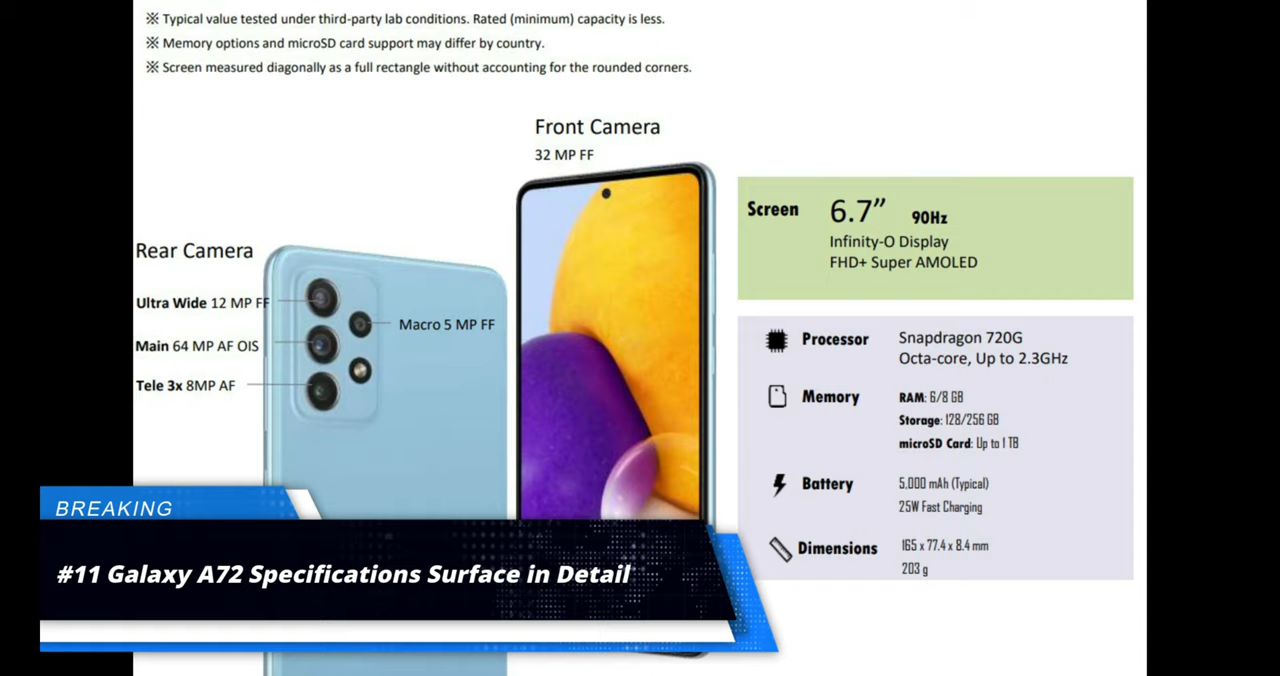 ※ Typical value tested under third-party lab conditions. Rated (minimum) capacity is less.
※ Memory options and microSD card support may differ by country.
※ Screen measured diagonally as a full rectangle without accounting for the rounded corners.
Front Camera
32 MP FF
Rear Camera
Ultra Wide 12 MP FF
Macro 5 MP FF
Main 64 MP AF OIS
Tele 3x 8MP AF
Screen 6.7” 90Hz
Infinity-O Display
FHD+ Super AMOLED
Processor Snapdragon 720G
Octa-core, Up to 2.3GHz
Memory RAM: 6/8 GB
Storage: 128/256 GB
microSD Card: Up to 1 TB
Battery 5,000 mAh (Typical)
25W Fast Charging
Dimensions 165 x 77.4 x 8.4 mm
203 g
BREAKING
#11 Galaxy A72 Specifications Surface in Detail